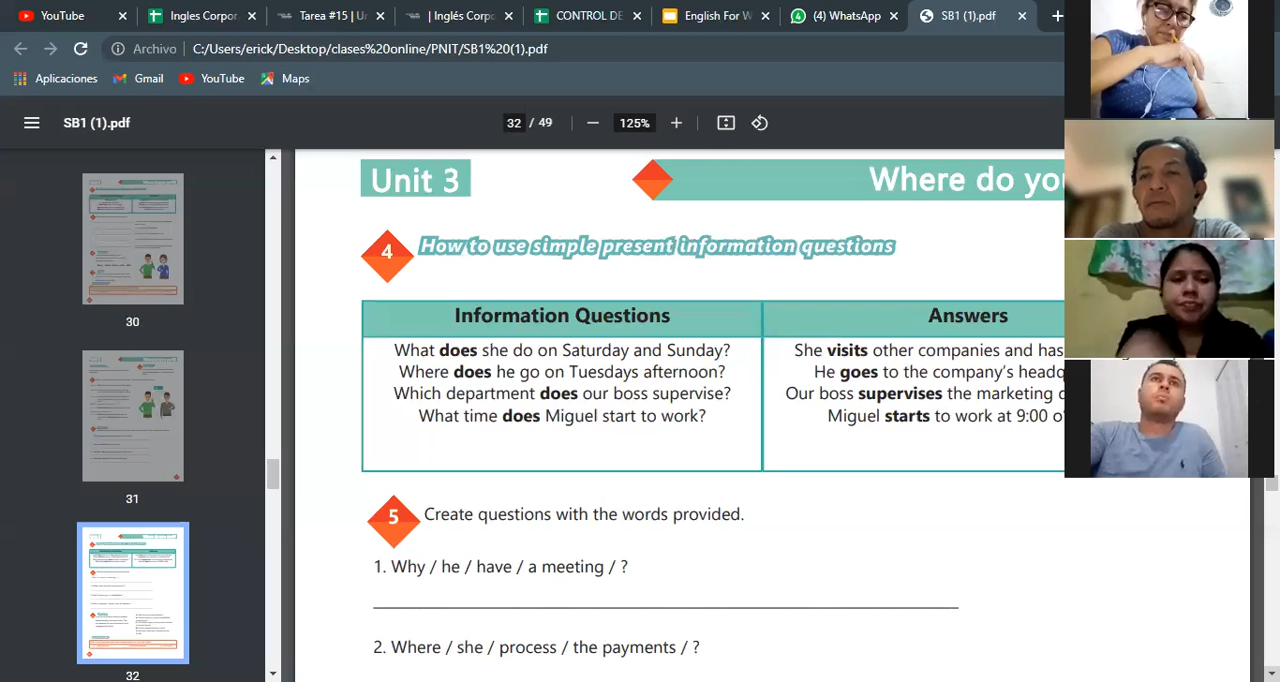 YouTube
Ingles Corpor
Tarea #15 | U
| Inglés Corpo
CONTROL DE
English For W
(4) WhatsApp
SB1 (1).pdf
Archivo
C:/Users/erick/Desktop/clases%20online/PNIT/SB1%20(1).pdf
Aplicaciones
Gmail
YouTube
Maps
SB1 (1).pdf
32 / 49
125%
30
31
32
Unit 3
Where do you
4
How to use simple present information questions
Information Questions
Answers
What does she do on Saturday and Sunday?
She visits other companies and has
Where does he go on Tuesdays afternoon?
He goes to the company's headq
Which department does our boss supervise?
Our boss supervises the marketing
What time does Miguel start to work?
Miguel starts to work at 9:00 o
5
Create questions with the words provided.
1. Why / he / have / a meeting / ?
2. Where / she / process / the payments / ?